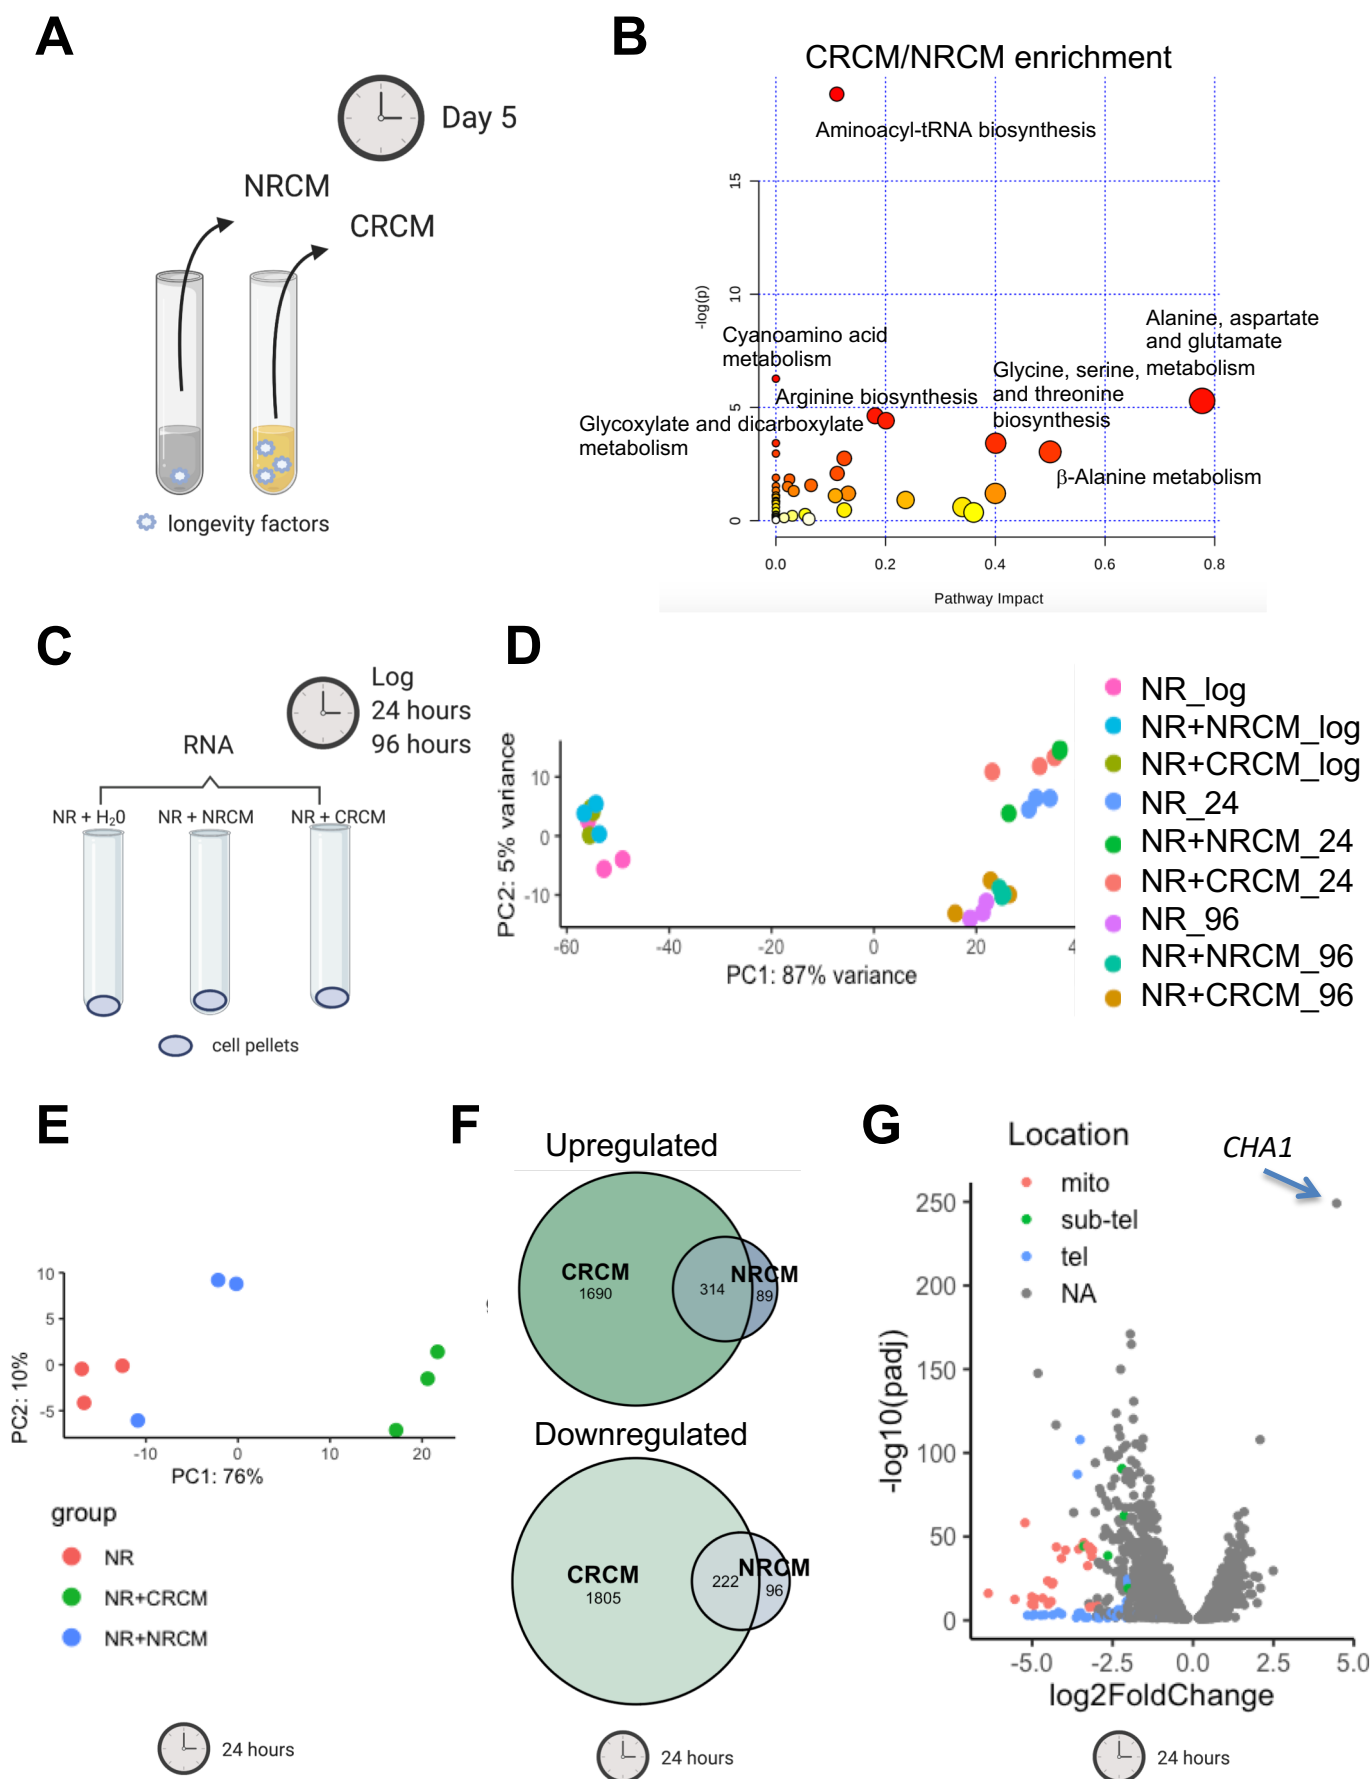 A
Day 5
NRCM
CRCM
longevity factors
B
CRCM/NRCM enrichment
Aminoacyl-tRNA biosynthesis
15
10
5
0
-log(p)
Cyanoamino acid
metabolism
Alanine, aspartate
and glutamate
metabolism
Glycine, serine,
and threonine
biosynthesis
Arginine biosynthesis
Glycoxylate and dicarboxylate
metabolism
β-Alanine metabolism
0.0 0.2 0.4 0.6 0.8
Pathway Impact
C
Log
24 hours
96 hours
RNA
NR + H₂0 NR + NRCM NR + CRCM
cell pellets
D
PC2: 5% variance
10
0
-10
-60 -40 -20 0 20 4
PC1: 87% variance
NR_log
NR+NRCM_log
NR+CRCM_log
NR_24
NR+NRCM_24
NR+CRCM_24
NR_96
NR+NRCM_96
NR+CRCM_96
E
PC2: 10%
10
5
0
-5
-10 0 10 20
PC1: 76%
group
NR
NR+CRCM
NR+NRCM
24 hours
F
Upregulated
CRCM
1690
314
NRCM
89
Downregulated
CRCM
1805
222
NRCM
96
24 hours
G
Location
mito
sub-tel
tel
NA
CHA1
-log10(padj)
250
200
150
100
50
0
-5.0 -2.5 0.0 2.5 5.0
log2FoldChange
24 hours